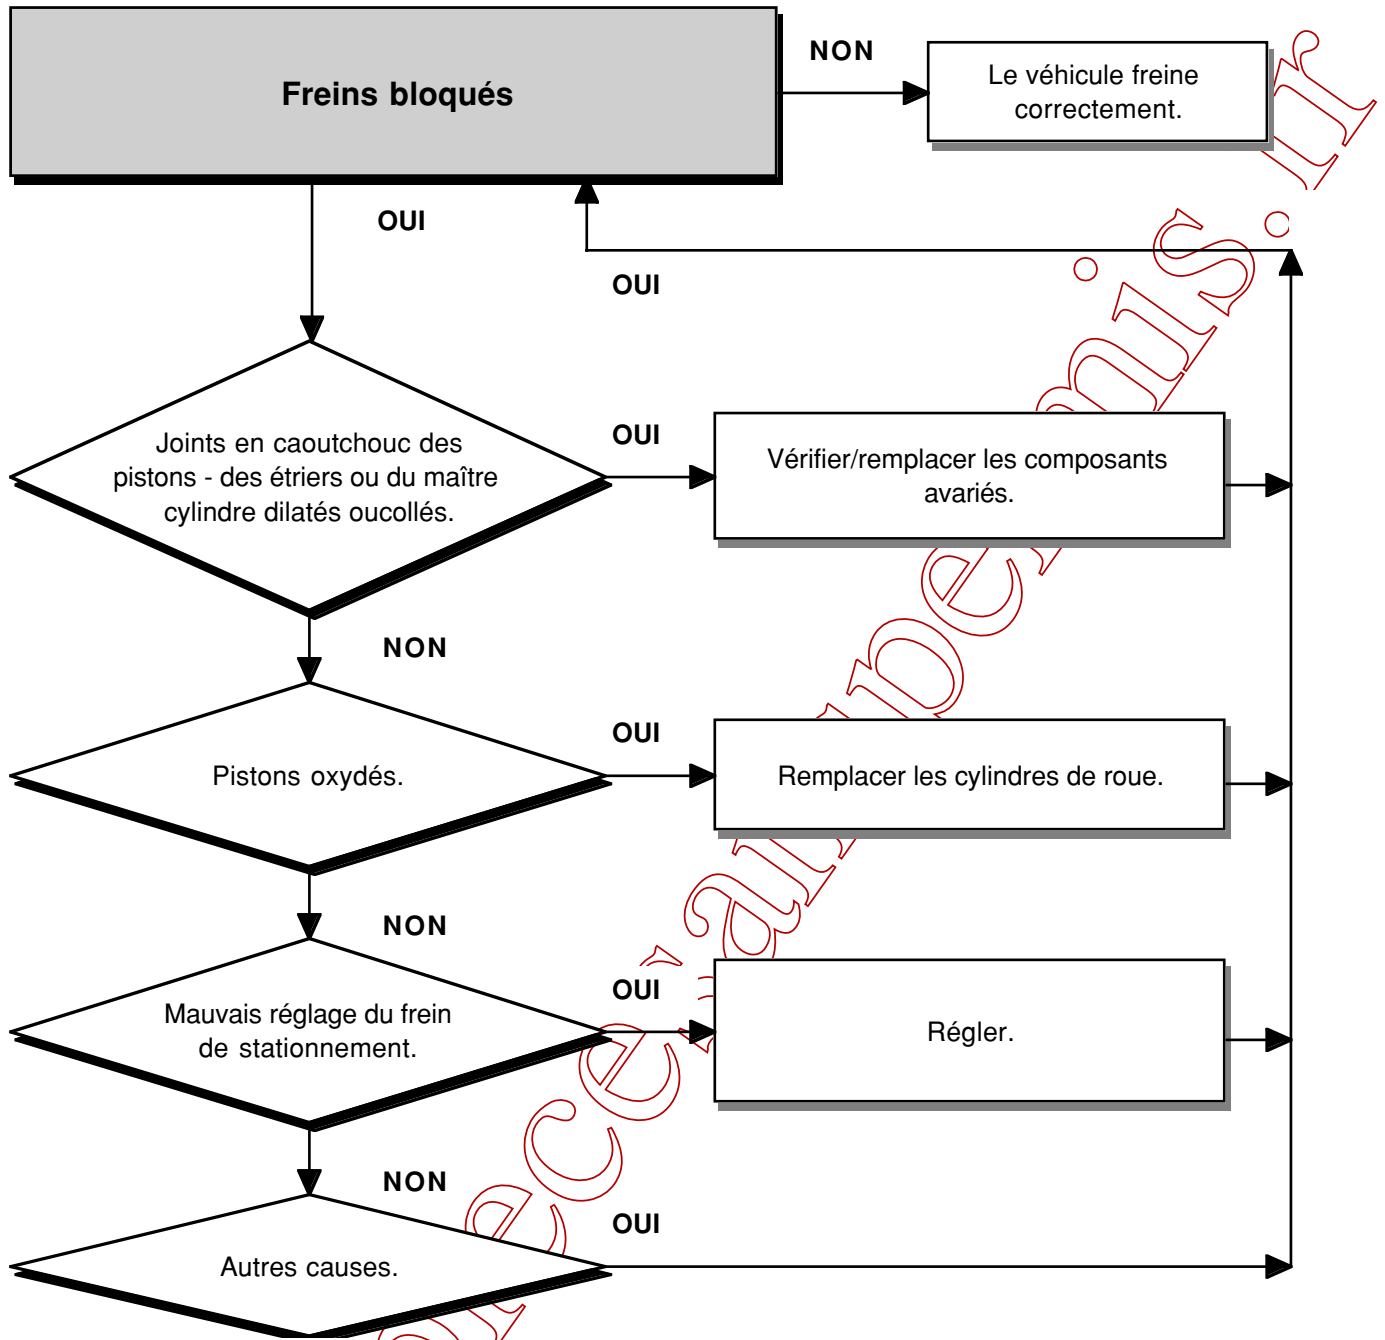 Freins bloqués
NON
Le véhicule freine
correctement.
OUI
OUI
Joints en caoutchouc des
pistons - des étriers ou du maître
cylindre dilatés oucollés.
OUI
Vérifier/remplacer les composants
avariés.
NON
Pistons oxydés.
OUI
Remplacer les cylindres de roue.
NON
Mauvais réglage du frein
de stationnement.
OUI
Régler.
NON
Autres causes.
OUI